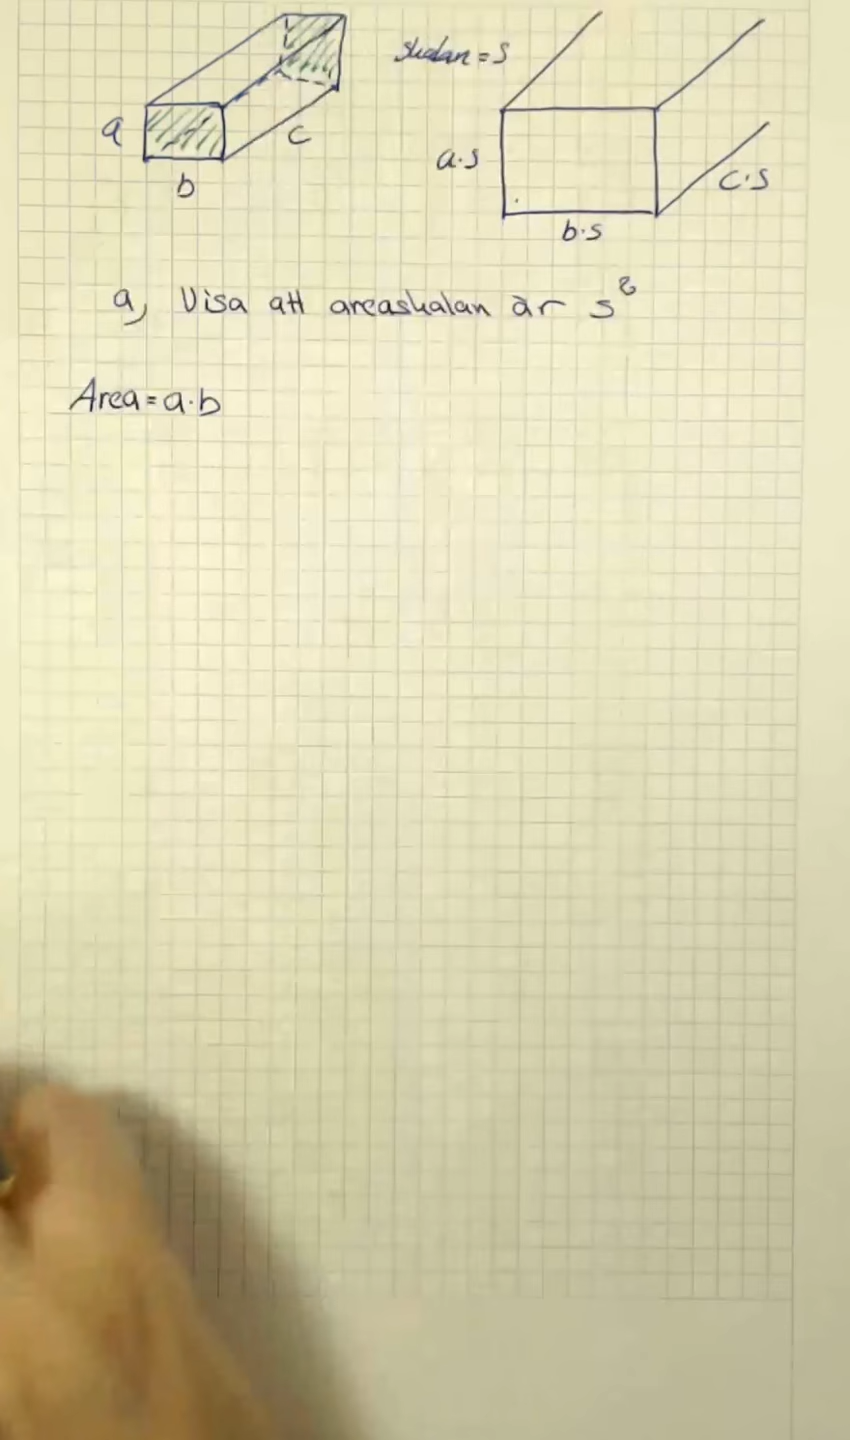 skalan = s
a
b
c
a·s
b·s
c·s
a, Visa att areaskalan är s²
Area = a·b